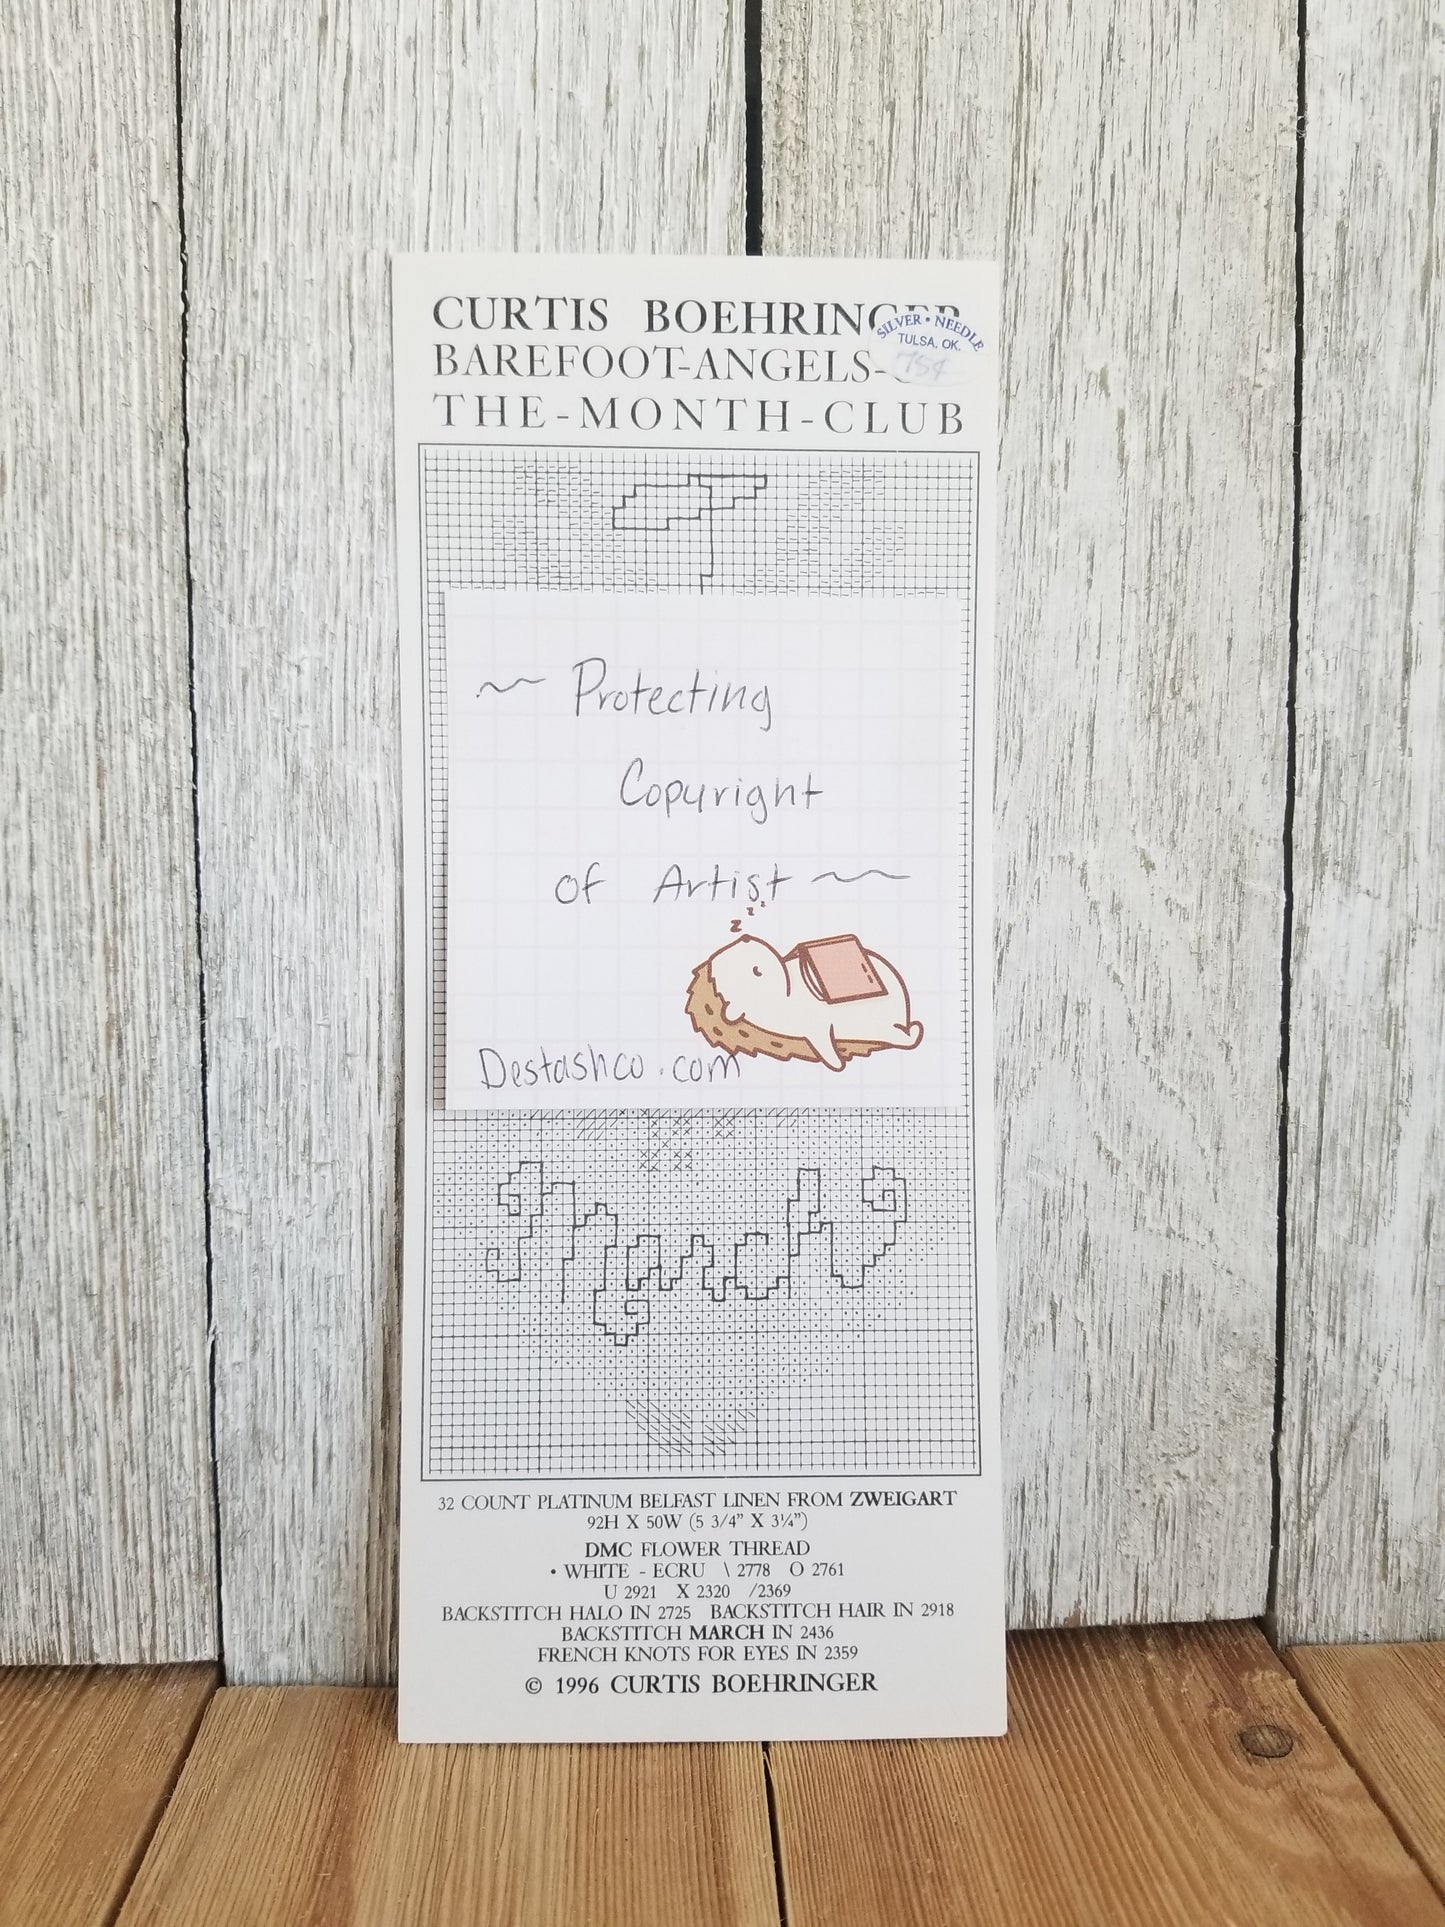 CURTIS BOEHRINGER
SILVER • NEEDLE
TULSA, OK.
75¢
BAREFOOT-ANGELS-
THE-MONTH-CLUB
~ Protecting
Copyright
of Artist ~
z z z
Destashco.com
March
32 COUNT PLATINUM BELFAST LINEN FROM ZWEIGART
92H X 50W (5 3/4" X 3¼")
DMC FLOWER THREAD
• WHITE - ECRU \ 2778 O 2761
U 2921 X 2320 /2369
BACKSTITCH HALO IN 2725 BACKSTITCH HAIR IN 2918
BACKSTITCH MARCH IN 2436
FRENCH KNOTS FOR EYES IN 2359
© 1996 CURTIS BOEHRINGER